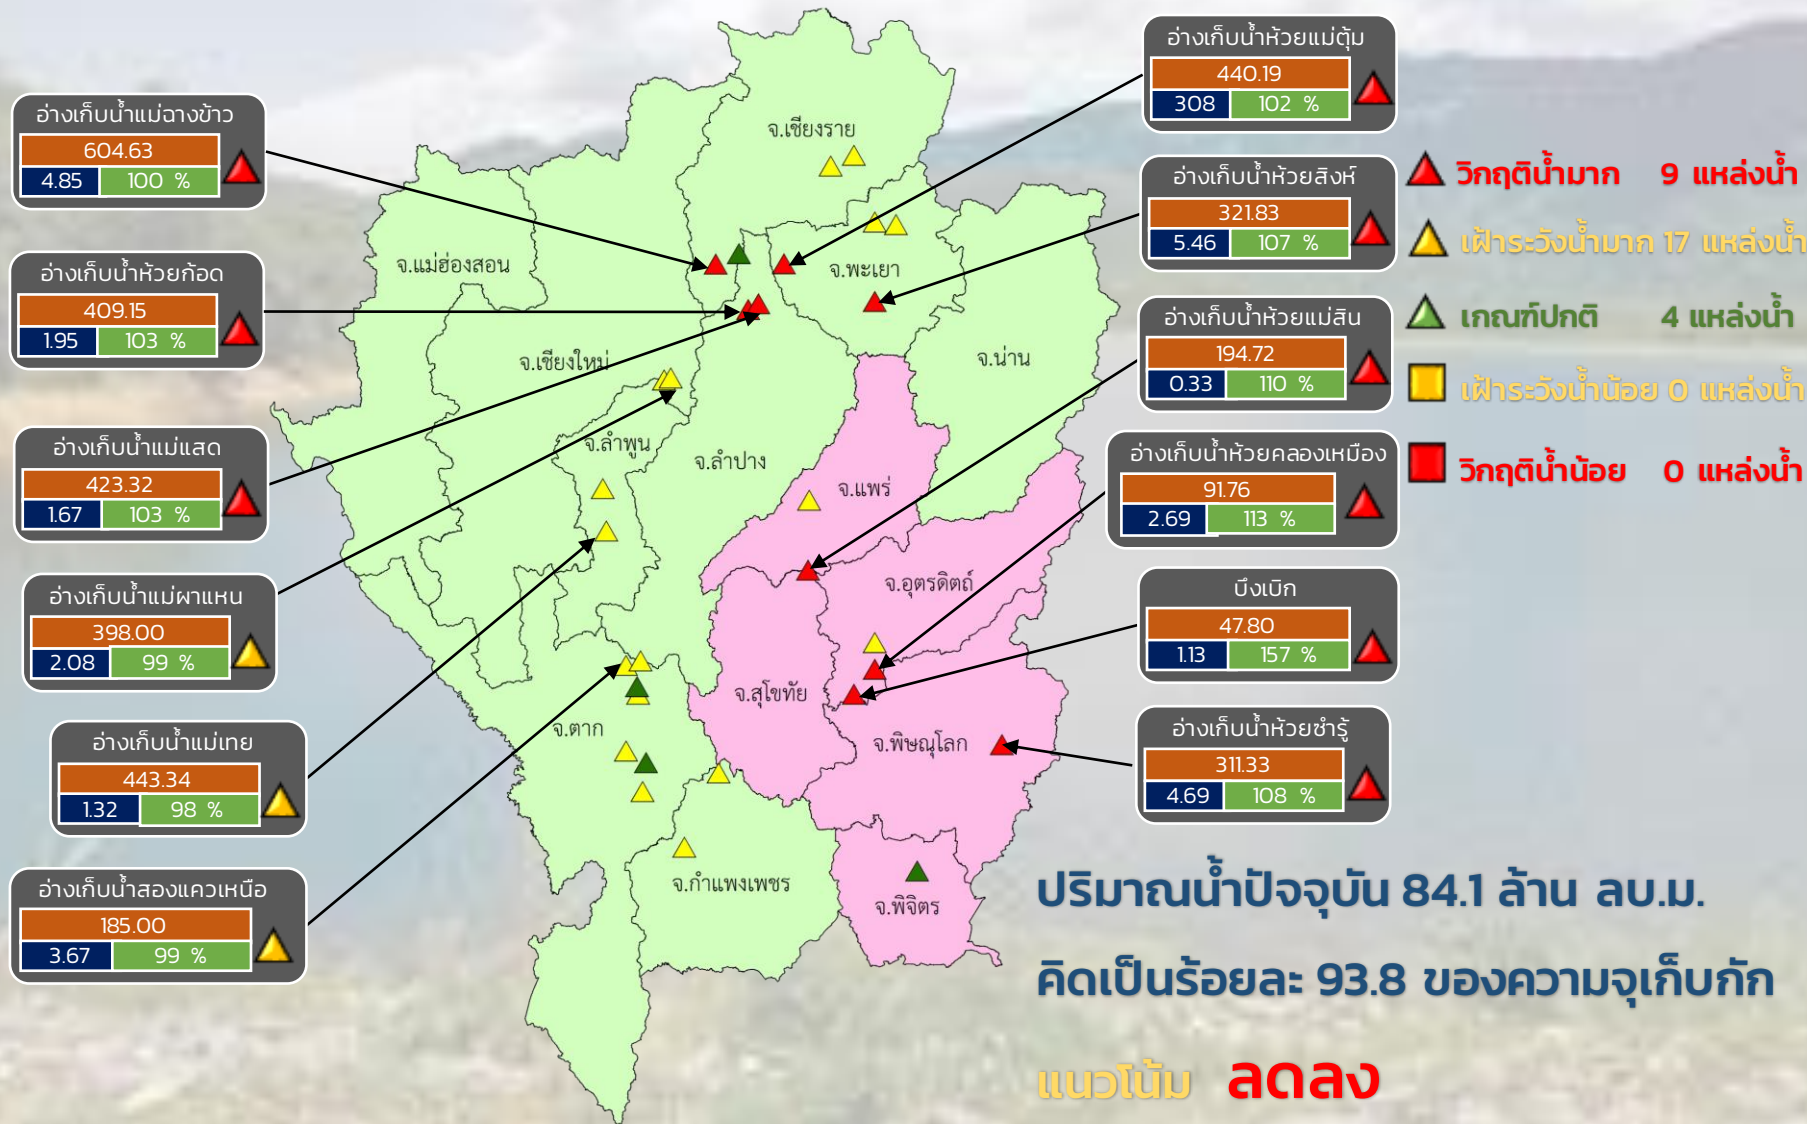 อ่างเก็บน้ำแม่ฉางข้าว
604.63
4.85 100 %
อ่างเก็บน้ำห้วยก้อด
409.15
1.95 103 %
อ่างเก็บน้ำแม่แสด
423.32
1.67 103 %
อ่างเก็บน้ำแม่ผาแหน
398.00
2.08 99 %
อ่างเก็บน้ำแม่เทย
443.34
1.32 98 %
อ่างเก็บน้ำสองแควเหนือ
185.00
3.67 99 %
จ.เชียงราย
จ.แม่ฮ่องสอน
จ.พะเยา
จ.เชียงใหม่
จ.น่าน
จ.ลำพูน
จ.ลำปาง
จ.แพร่
จ.อุตรดิตถ์
จ.สุโขทัย
จ.ตาก
จ.พิษณุโลก
จ.กำแพงเพชร
จ.พิจิตร
อ่างเก็บน้ำห้วยแม่ตุ้ม
440.19
308 102 %
อ่างเก็บน้ำห้วยสิงห์
321.83
5.46 107 %
อ่างเก็บน้ำห้วยแม่สิน
194.72
0.33 110 %
อ่างเก็บน้ำห้วยคลองเหมือง
91.76
2.69 113 %
บึงเบิก
47.80
1.13 157 %
อ่างเก็บน้ำห้วยซำรู้
311.33
4.69 108 %
วิกฤติน้ำมาก 9 แหล่งน้ำ
เฝ้าระวังน้ำมาก 17 แหล่งน้ำ
เกณฑ์ปกติ 4 แหล่งน้ำ
เฝ้าระวังน้ำน้อย 0 แหล่งน้ำ
วิกฤติน้ำน้อย 0 แหล่งน้ำ
ปริมาณน้ำปัจจุบัน 84.1 ล้าน ลบ.ม.
คิดเป็นร้อยละ 93.8 ของความจุเก็บกัก
แนวโน้ม ลดลง